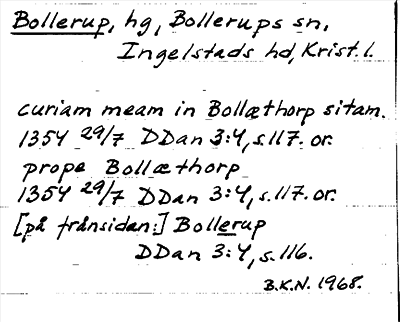 Bollerup, hg, Bollerups sn,
Ingelstads hd, Krist. l.
curiam meam in Bollæthorp sitam.
1354 29/7 DDan 3:4, s.117. or.
prope Bollæthorp
1354 29/7 DDan 3:4, s.117. or.
[på frånsidan:] Bollerup
DDan 3:4, s.116.
B.K.N. 1968.